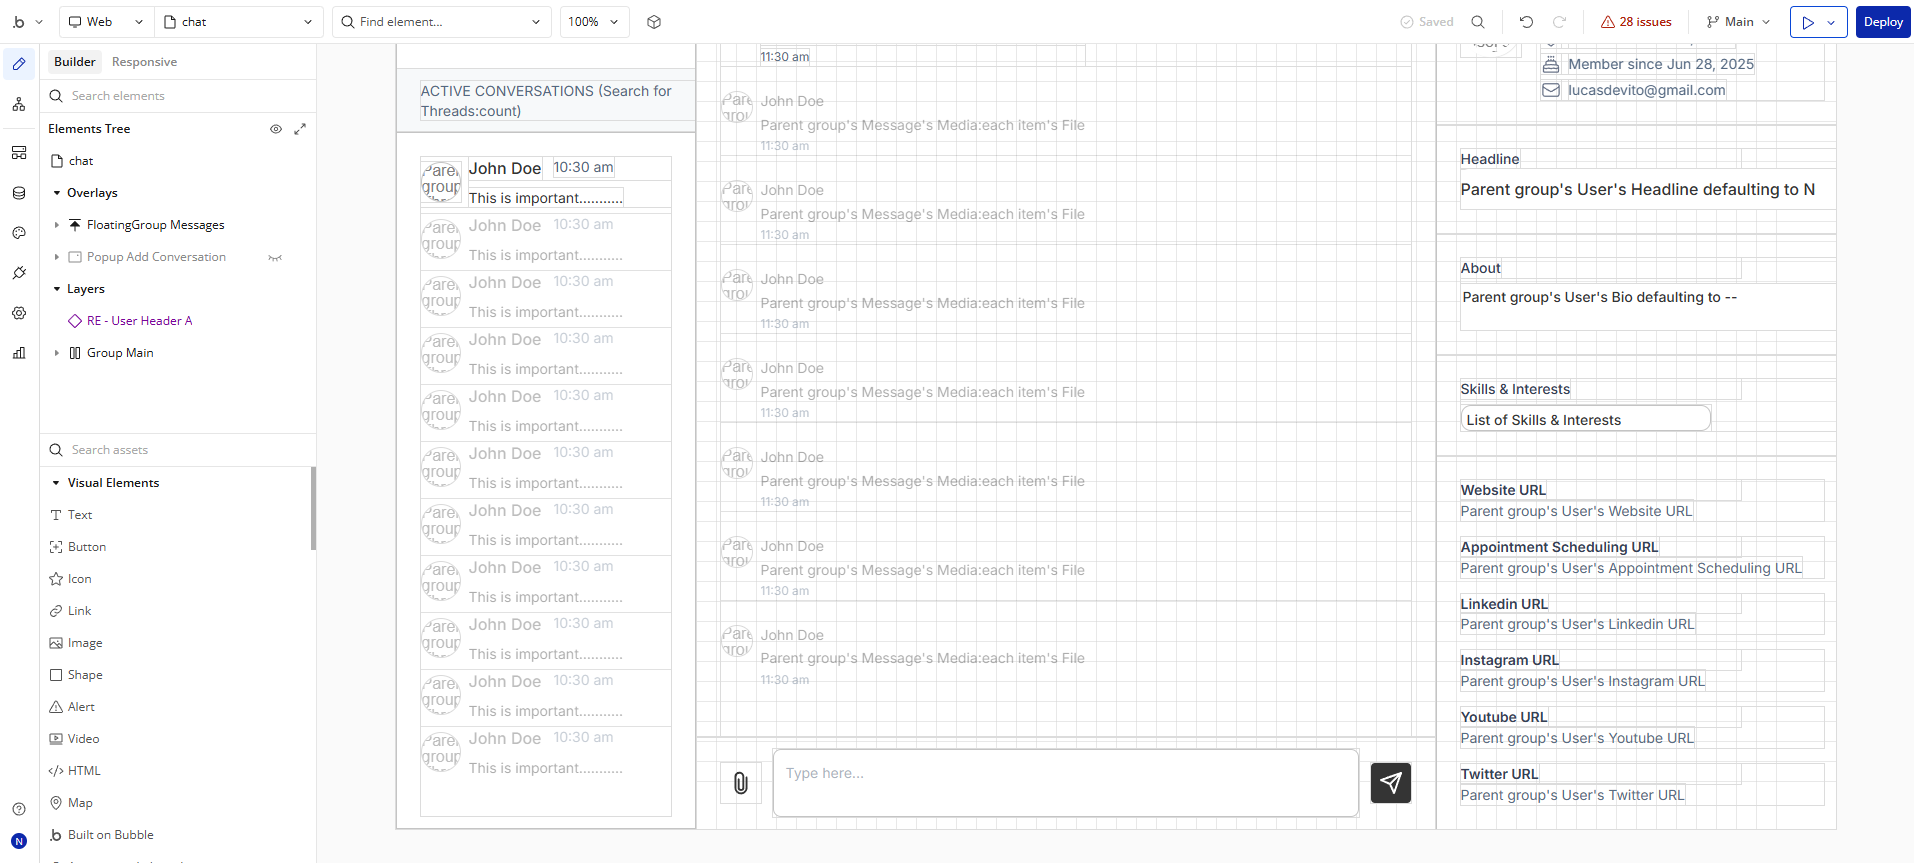 Web
chat
Find element...
100%
Saved
28 issues
Main
Deploy
Builder
Responsive
Search elements
Elements Tree
chat
Overlays
FloatingGroup Messages
Popup Add Conversation
Layers
RE - User Header A
Group Main
Search assets
Visual Elements
Text
Button
Icon
Link
Image
Shape
Alert
Video
HTML
Map
Built on Bubble
N
ACTIVE CONVERSATIONS (Search for
Threads:count)
John Doe 10:30 am
This is important...........
John Doe 10:30 am
This is important...........
John Doe 10:30 am
This is important...........
John Doe 10:30 am
This is important...........
John Doe 10:30 am
This is important...........
John Doe 10:30 am
This is important...........
John Doe 10:30 am
This is important...........
John Doe 10:30 am
This is important...........
John Doe 10:30 am
This is important...........
John Doe 10:30 am
This is important...........
John Doe 10:30 am
This is important...........
11:30 am
John Doe
Parent group's Message's Media:each item's File
11:30 am
John Doe
Parent group's Message's Media:each item's File
11:30 am
John Doe
Parent group's Message's Media:each item's File
11:30 am
John Doe
Parent group's Message's Media:each item's File
11:30 am
John Doe
Parent group's Message's Media:each item's File
11:30 am
John Doe
Parent group's Message's Media:each item's File
11:30 am
John Doe
Parent group's Message's Media:each item's File
11:30 am
Type here...
Member since Jun 28, 2025
lucasdevito@gmail.com
Headline
Parent group's User's Headline defaulting to N
About
Parent group's User's Bio defaulting to --
Skills & Interests
List of Skills & Interests
Website URL
Parent group's User's Website URL
Appointment Scheduling URL
Parent group's User's Appointment Scheduling URL
Linkedin URL
Parent group's User's Linkedin URL
Instagram URL
Parent group's User's Instagram URL
Youtube URL
Parent group's User's Youtube URL
Twitter URL
Parent group's User's Twitter URL